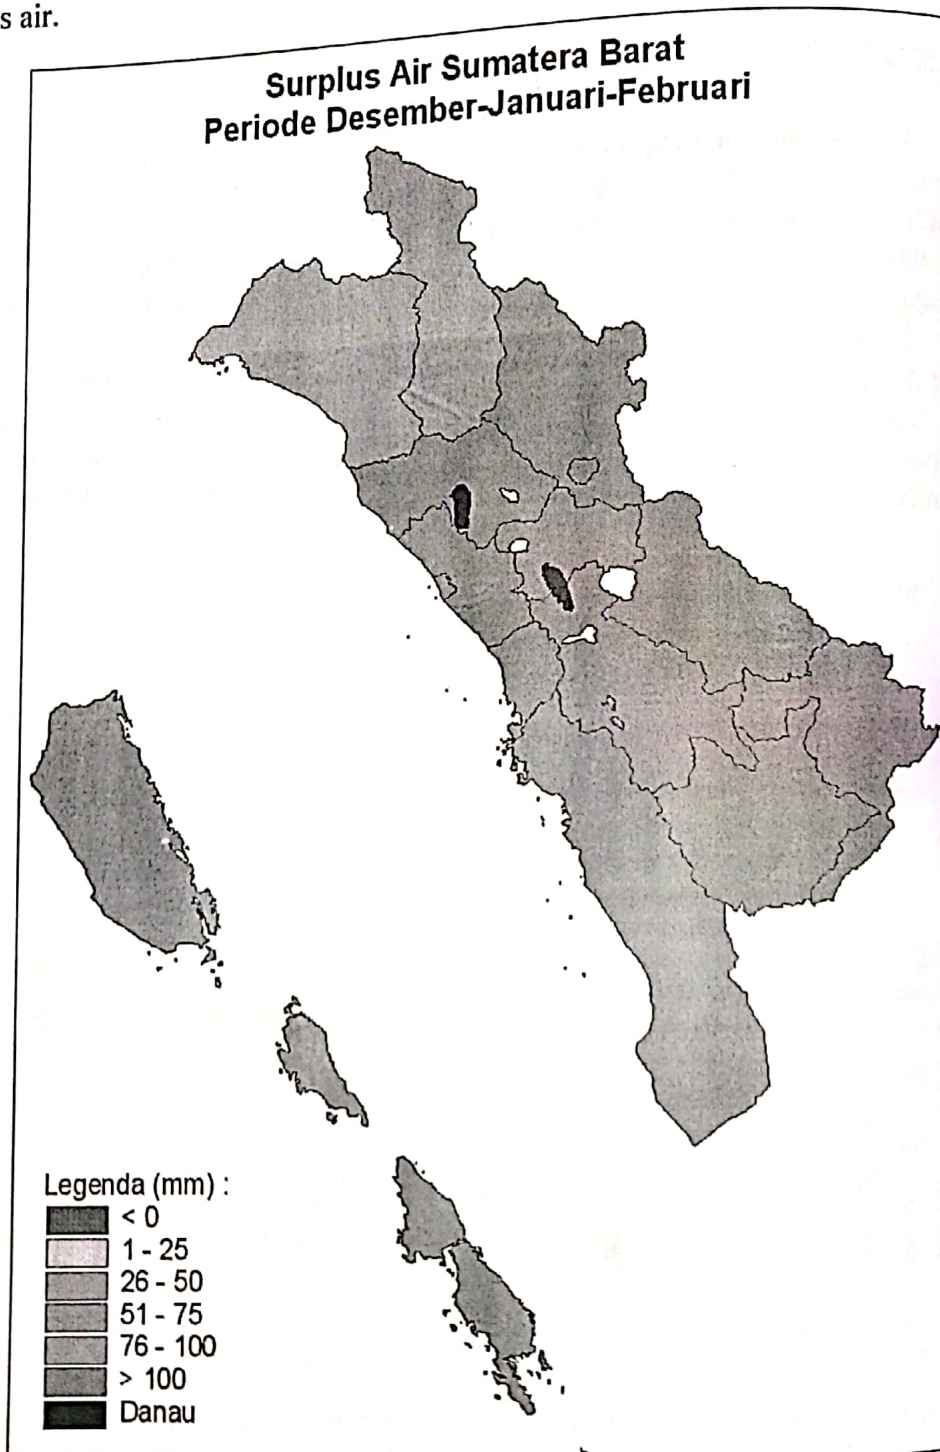 s air.
Surplus Air Sumatera Barat
Periode Desember-Januari-Februari
Legenda (mm) :
< 0
1 - 25
26 - 50
51 - 75
76 - 100
> 100
Danau